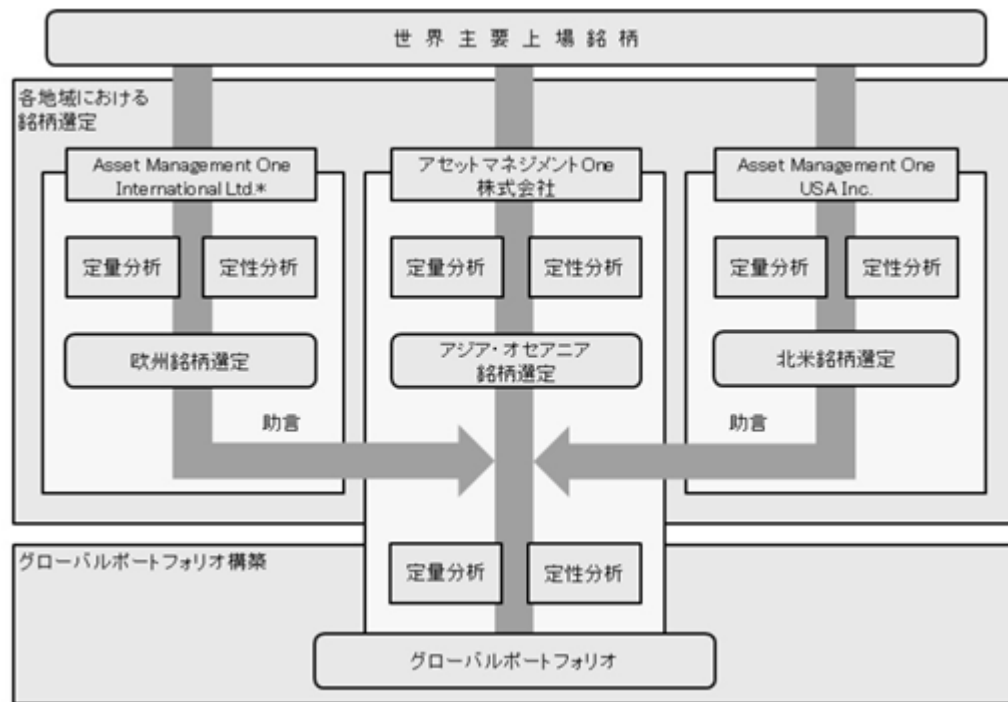 世界主要上場銘柄
各地域における
銘柄選定
Asset Management One
International Ltd.*
アセットマネジメントOne
株式会社
Asset Management One
USA Inc.
定量分析
定性分析
定量分析
定性分析
定量分析
定性分析
欧州銘柄選定
アジア・オセアニア
銘柄選定
北米銘柄選定
助言
助言
グローバルポートフォリオ構築
定量分析
定性分析
グローバルポートフォリオ